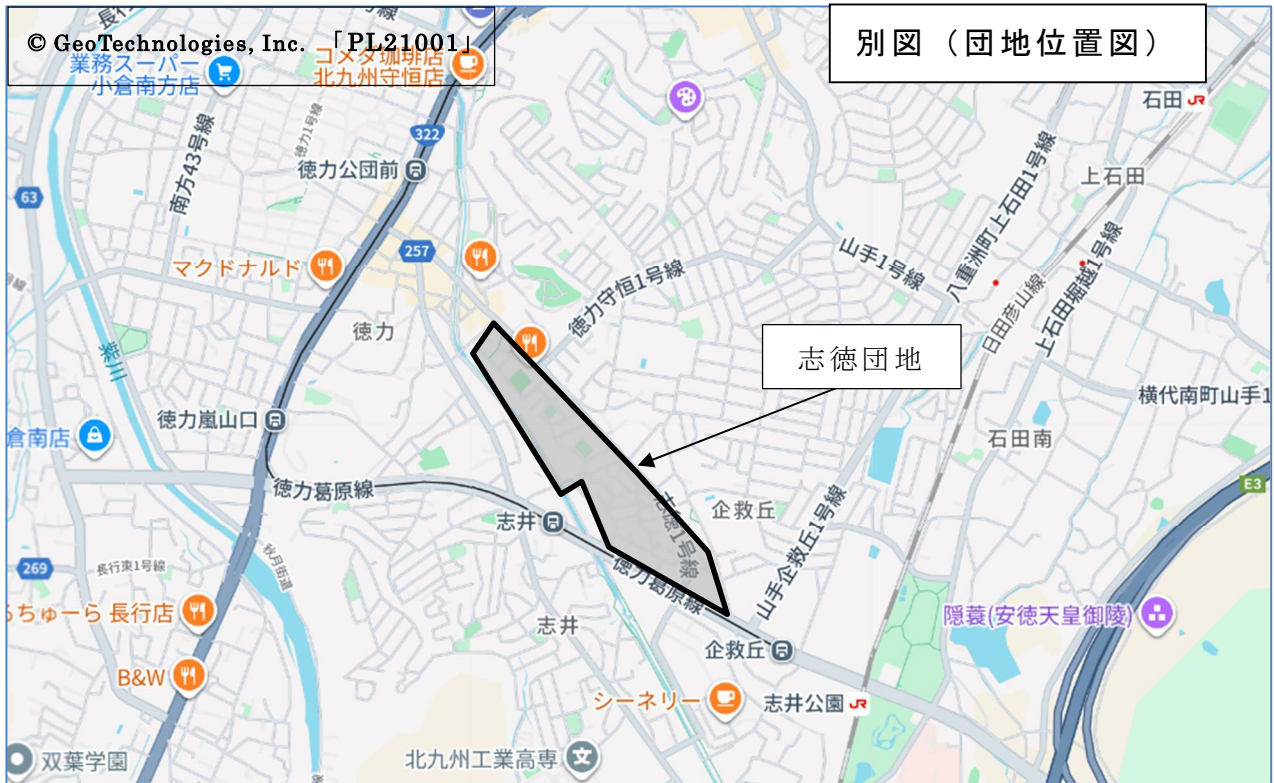 © GeoTechnologies, Inc. 「PL21001」
別図（団地位置図）
業務スーパー
小倉南方店
コメダ珈琲店
北九州守恒店
石田
JR
322
徳力1号線
徳力公団前
南方43号線
63
上石田
八重洲町上石田1号線
山手1号線
257
マクドナルド
徳力守恒1号線
上石田堀越1号線
日田彦山線
徳力
志徳団地
紫川
横代南町山手1
徳力嵐山口
倉南店
石田南
E3
徳力葛原線
志徳1号線
企救丘
志井
山手企救丘1号線
269
長行東1号線
秋月街道
徳力葛原線
ちゅーら 長行店
志井
隠蓑(安徳天皇御陵)
企救丘
B&W
シーネリー
志井公園
JR
双葉学園
北九州工業高専
文